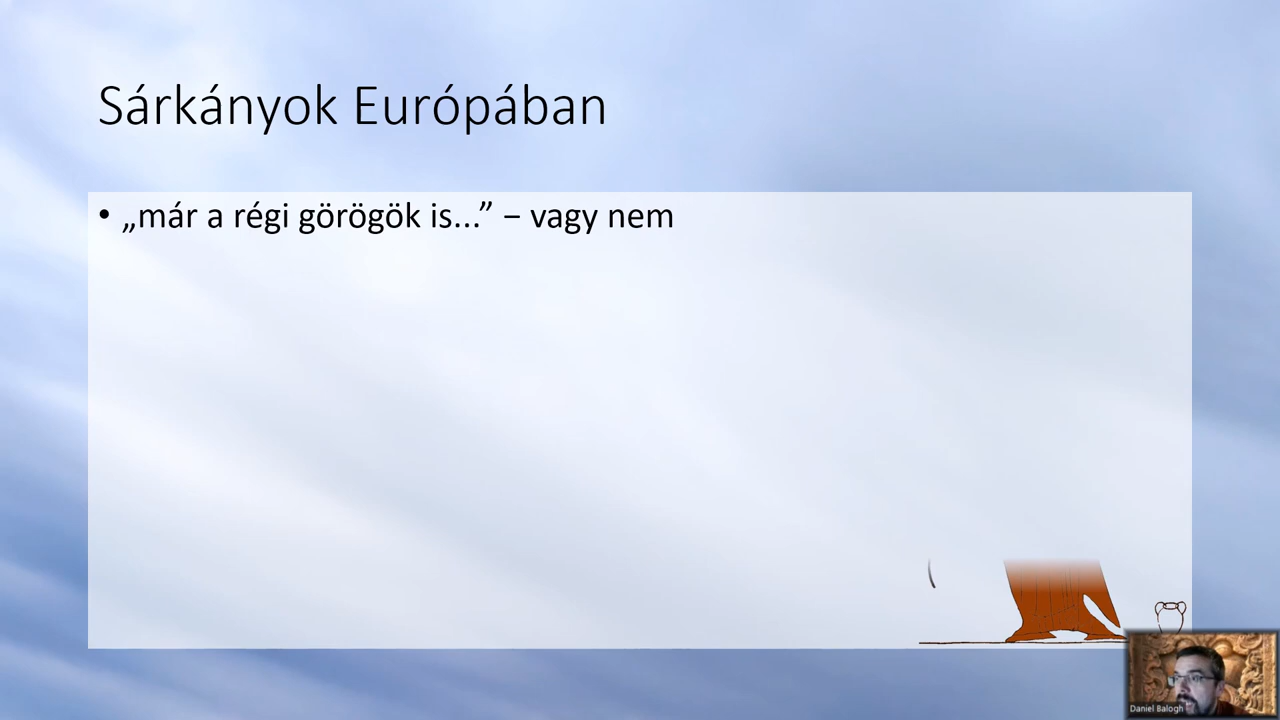 Sárkányok Európában
• „már a régi görögök is...” – vagy nem
Daniel Balogh